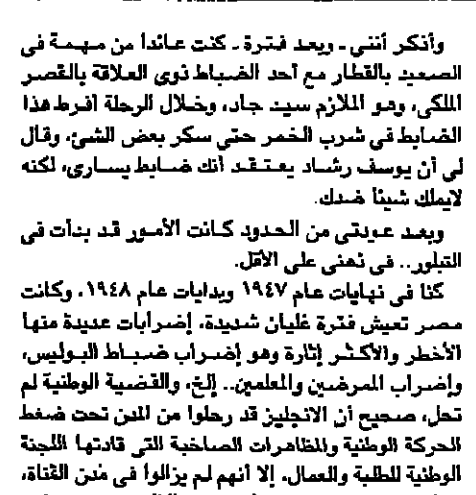 وأذكر أننى ـ وبعد فترة ـ كنت عائدا من مهمة فى
الصعيد بالقطار مع أحد الضباط ذوى العلاقة بالقصر
الملكى، وهو الملازم سيد جاد، وخلال الرحلة افرط هذا
الضابط فى شرب الخمر حتى سكر بعض الشئ، وقال
لى أن يوسف رشاد يعتقد أنك ضابط يسارى، لكنه
لايملك شيئا ضدك.
وبعد عودتى من الحدود كانت الأمور قد بدأت فى
التبلور.. فى ذهنى على الأقل.
كنا فى نهايات عام ١٩٤٧ وبدايات عام ١٩٤٨، وكانت
مصر تعيش فترة غليان شديدة، إضرابات عديدة منها
الأخطر والأكثر إثارة وهو إضراب ضباط البوليس،
وإضراب الممرضين والمعلمين.. إلخ، والقضية الوطنية لم
تحل، صحيح أن الانجليز قد رحلوا من المدن تحت ضغط
الحركة الوطنية والمظاهرات الصاخبة التى قادتها اللجنة
الوطنية للطلبة والعمال. إلا أنهم لم يزالوا فى مدن القناة،